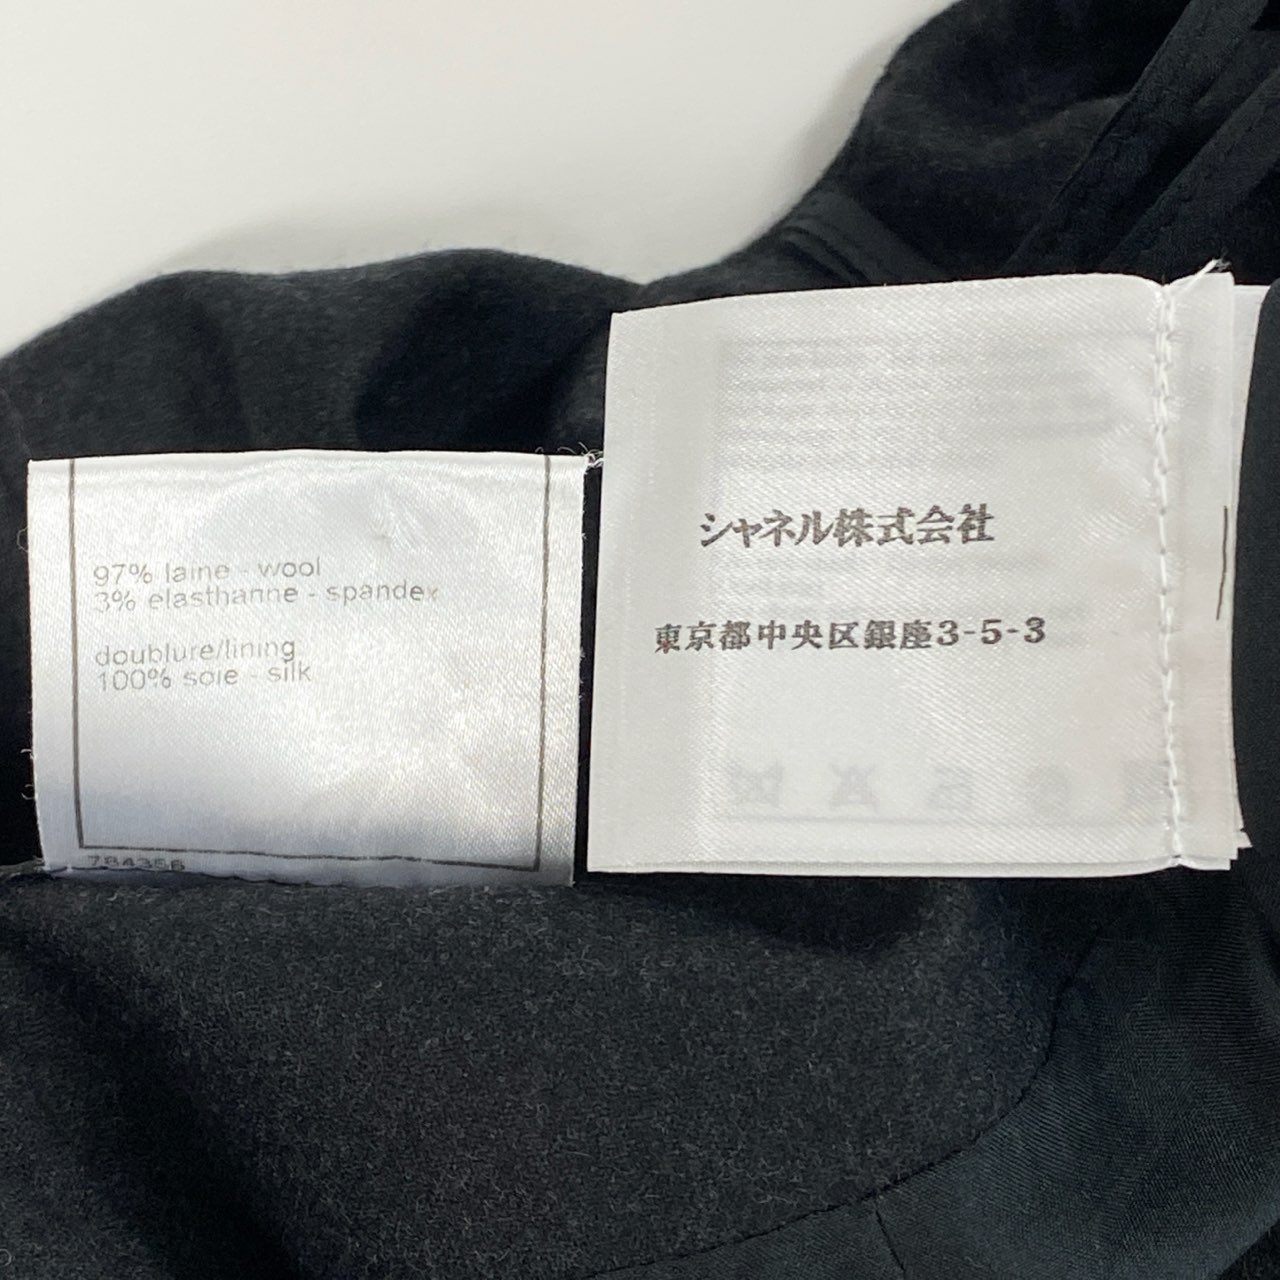 97% laine - wool
3% elasthanne - spandex
doublure/lining
100% soie - silk
784356
シャネル株式会社
東京都中央区銀座3-5-3